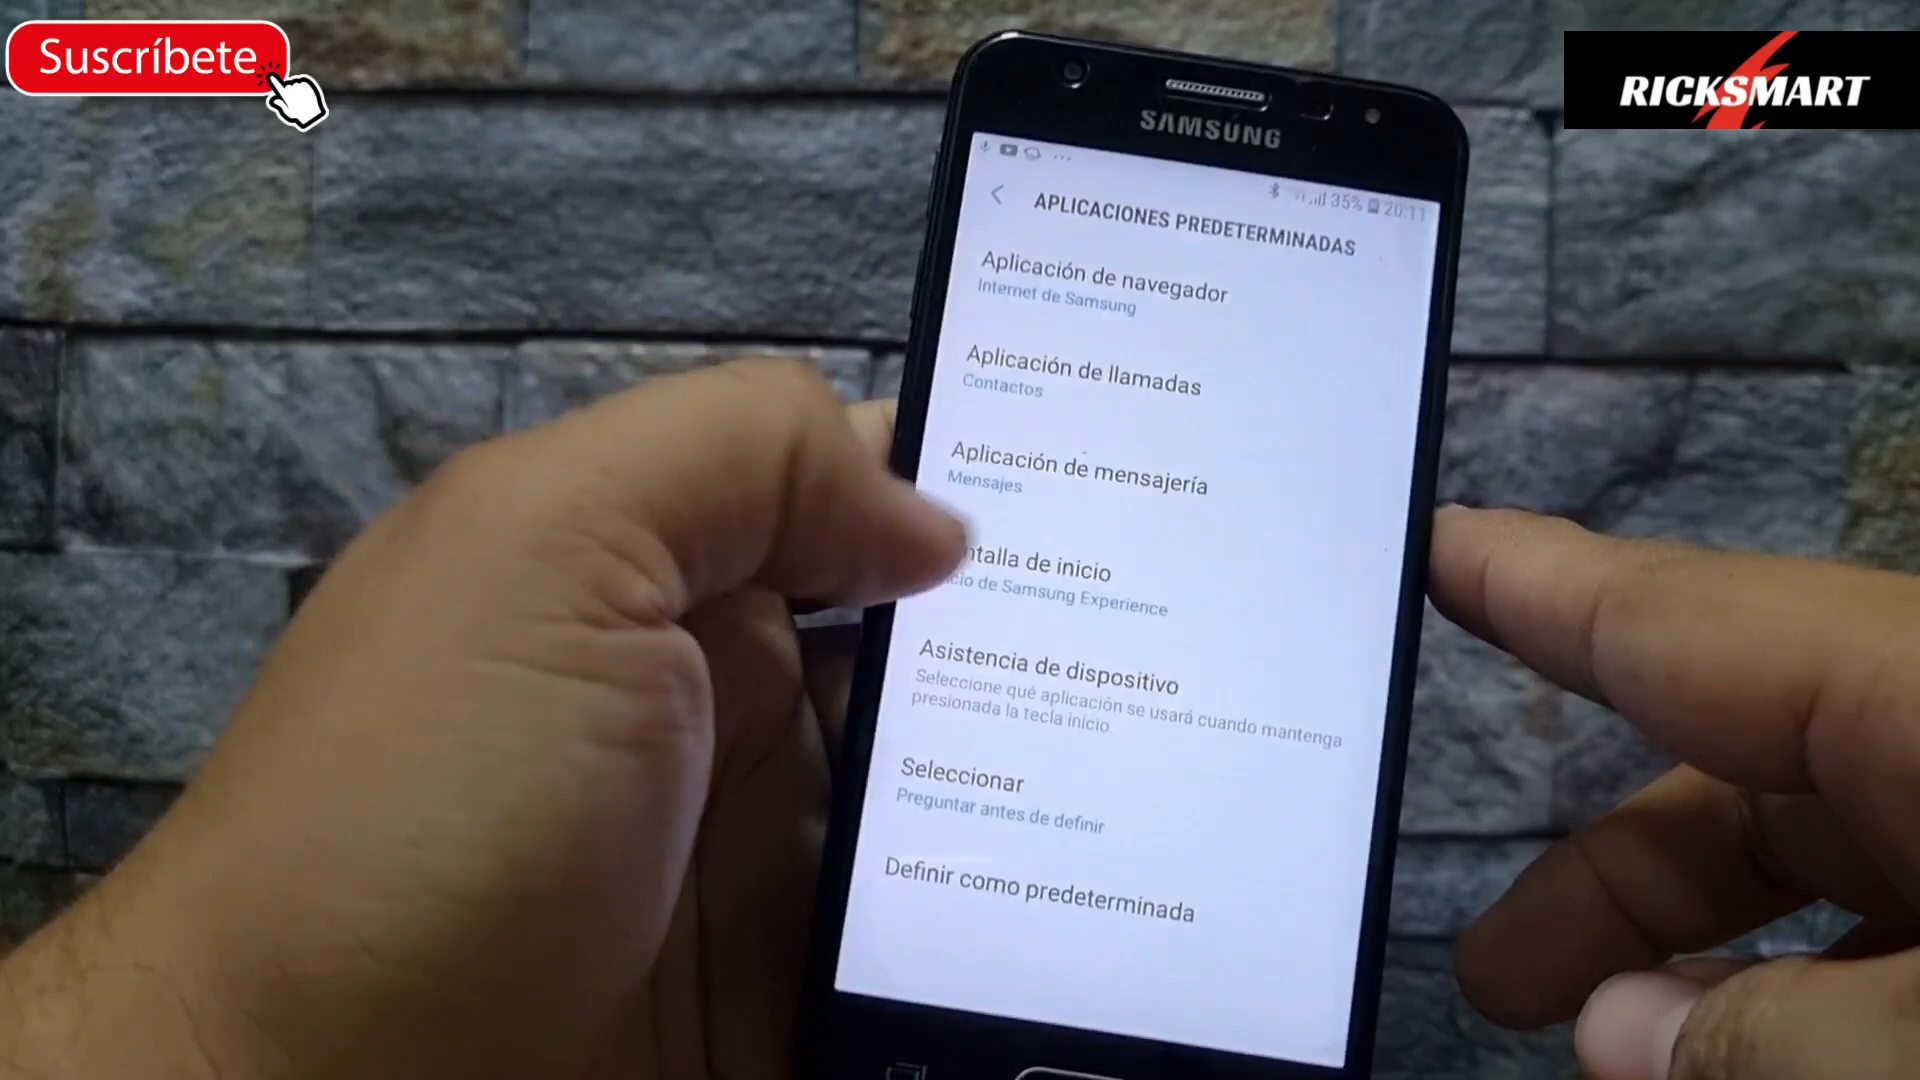 Suscríbete
RICKSMART
SAMSUNG
35% 20:11
APLICACIONES PREDETERMINADAS
Aplicación de navegador
Internet de Samsung
Aplicación de llamadas
Contactos
Aplicación de mensajería
Mensajes
ntalla de inicio
cio de Samsung Experience
Asistencia de dispositivo
Seleccione qué aplicación se usará cuando mantenga
presionada la tecla inicio.
Seleccionar
Preguntar antes de definir
Definir como predeterminada